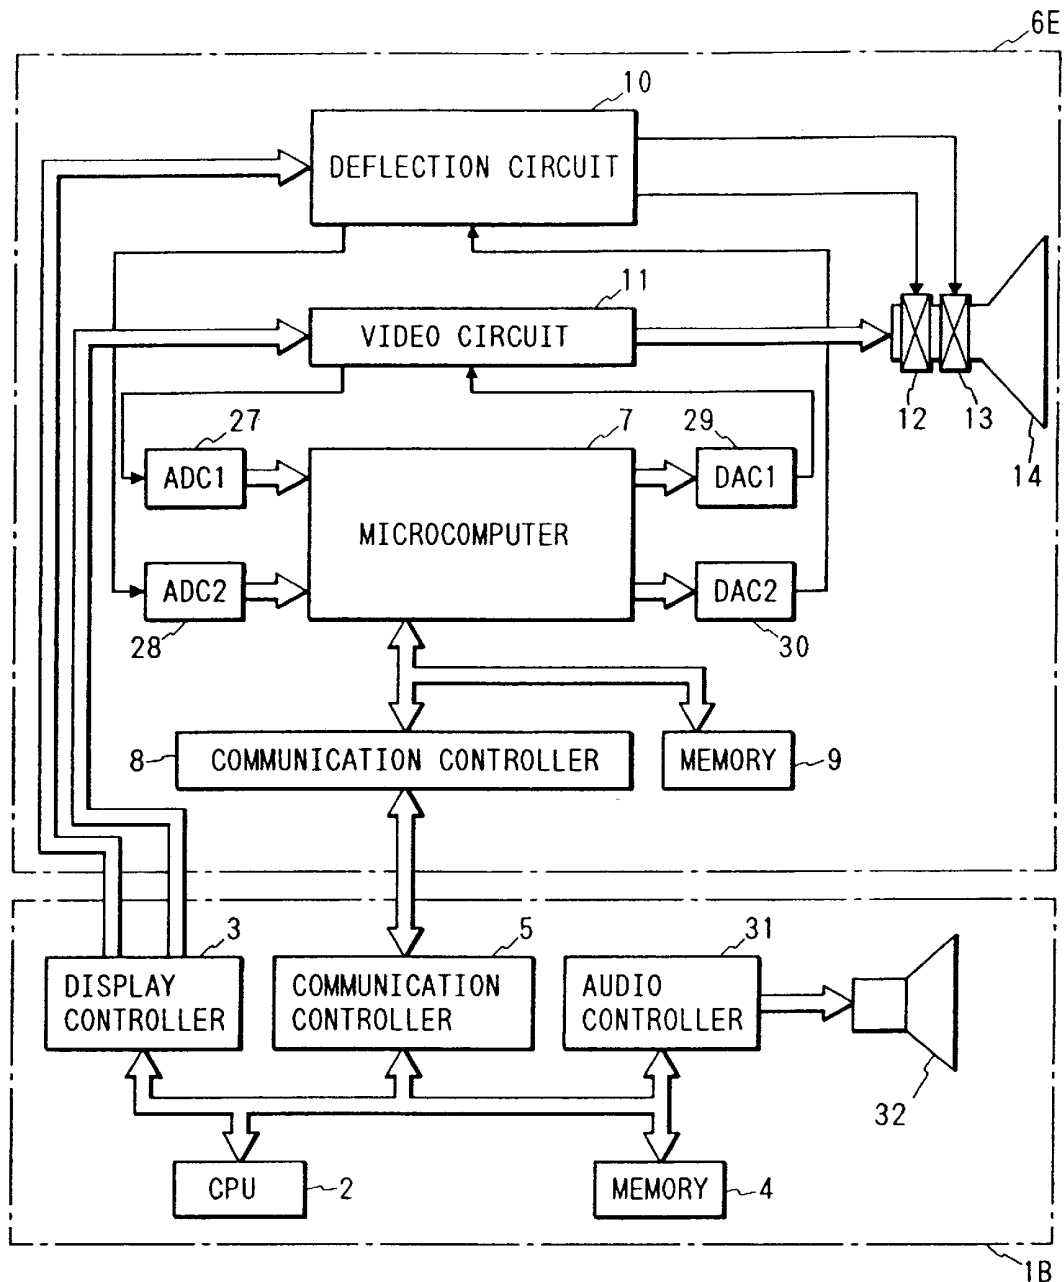 6E
10
DEFLECTION CIRCUIT
11
VIDEO CIRCUIT
12
13
14
27
7
29
ADC1
DAC1
MICROCOMPUTER
ADC2
DAC2
28
30
8
COMMUNICATION CONTROLLER
MEMORY
9
3
5
31
DISPLAY
CONTROLLER
COMMUNICATION
CONTROLLER
AUDIO
CONTROLLER
32
CPU
2
MEMORY
4
1B